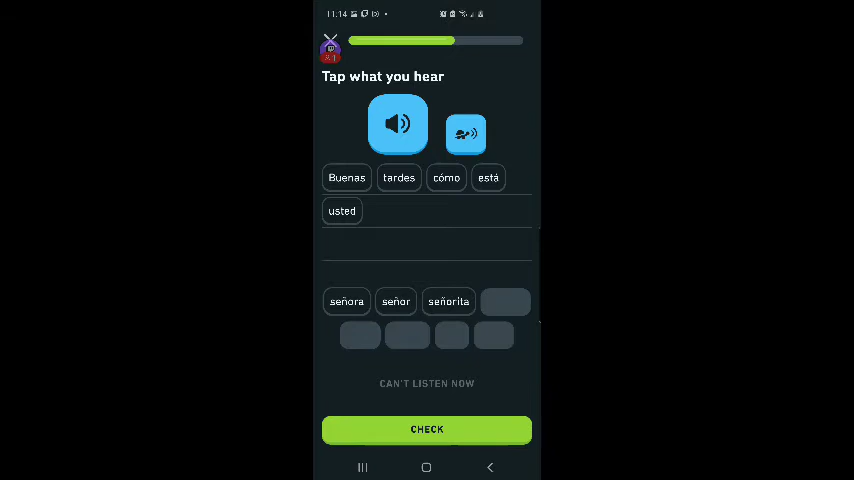 11:14
Tap what you hear
Buenas tardes cómo está
usted
señora señor señorita
CAN'T LISTEN NOW
CHECK